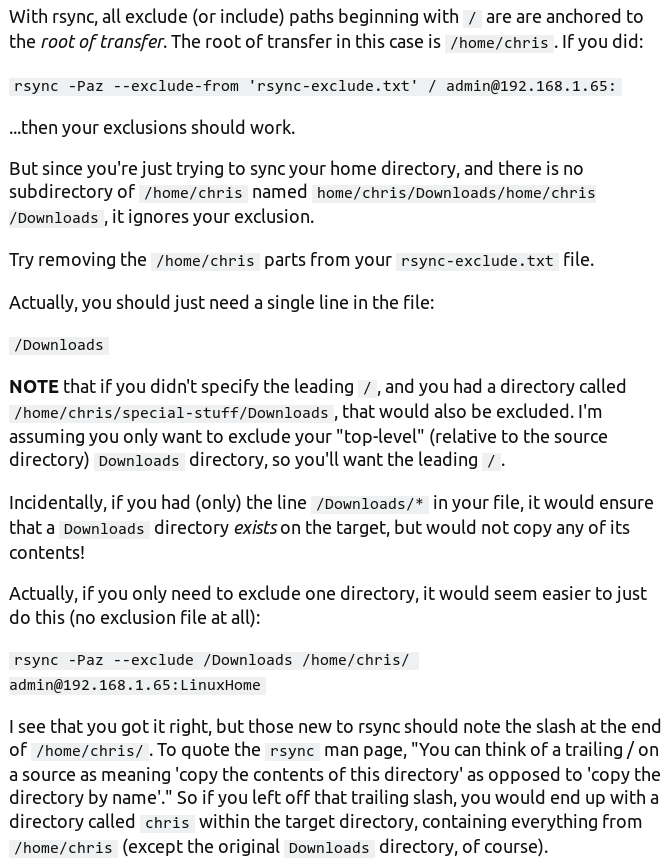 With rsync, all exclude (or include) paths beginning with / are are anchored to
the root of transfer. The root of transfer in this case is /home/chris. If you did:
rsync -Paz --exclude-from 'rsync-exclude.txt' / admin@192.168.1.65:
...then your exclusions should work.
But since you're just trying to sync your home directory, and there is no
subdirectory of /home/chris named home/chris/Downloads/home/chris
/Downloads, it ignores your exclusion.
Try removing the /home/chris parts from your rsync-exclude.txt file.
Actually, you should just need a single line in the file:
/Downloads
NOTE that if you didn't specify the leading /, and you had a directory called
/home/chris/special-stuff/Downloads, that would also be excluded. I'm
assuming you only want to exclude your "top-level" (relative to the source
directory) Downloads directory, so you'll want the leading /.
Incidentally, if you had (only) the line /Downloads/* in your file, it would ensure
that a Downloads directory exists on the target, but would not copy any of its
contents!
Actually, if you only need to exclude one directory, it would seem easier to just
do this (no exclusion file at all):
rsync -Paz --exclude /Downloads /home/chris/
admin@192.168.1.65:LinuxHome
I see that you got it right, but those new to rsync should note the slash at the end
of /home/chris/. To quote the rsync man page, "You can think of a trailing / on
a source as meaning 'copy the contents of this directory' as opposed to 'copy the
directory by name'." So if you left off that trailing slash, you would end up with a
directory called chris within the target directory, containing everything from
/home/chris (except the original Downloads directory, of course).